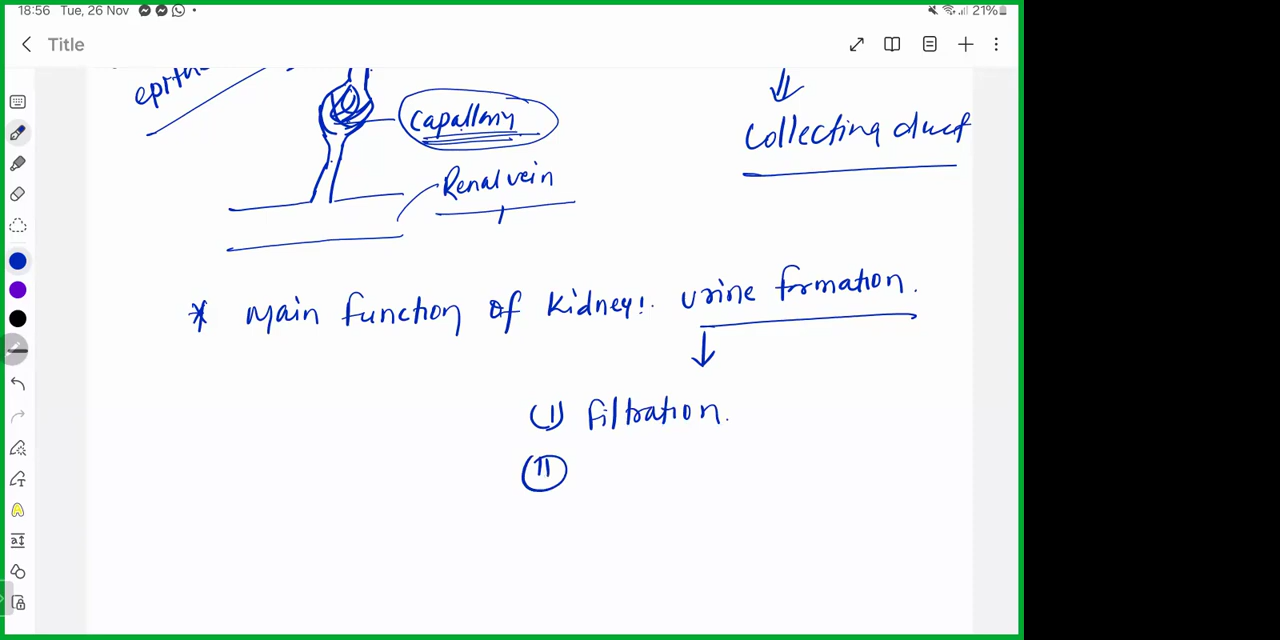 18:56 Tue, 26 Nov
21%
Title
capallary
collecting duct
Renal vein
* Main function of Kidney:. urine formation.
(I) filtration.
(II)